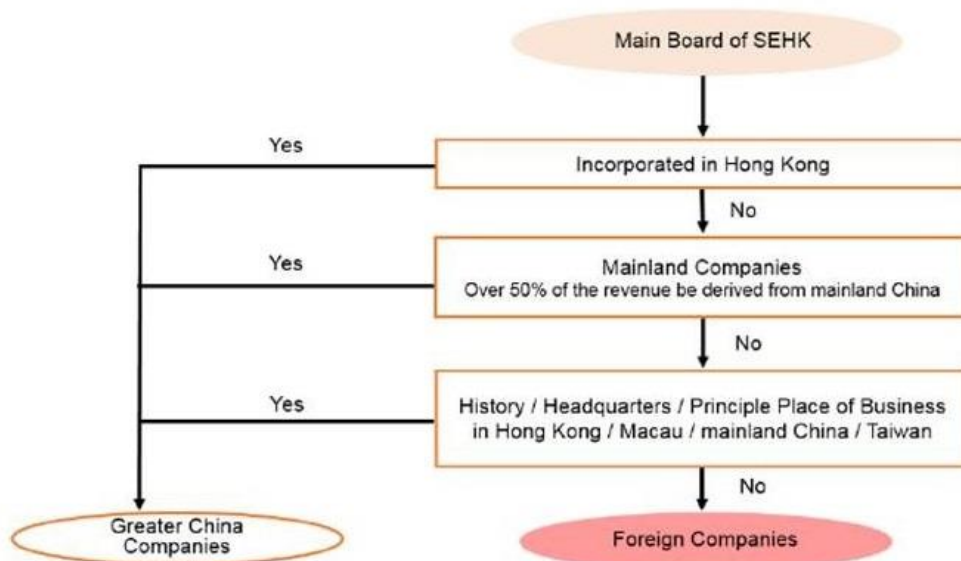 Main Board of SEHK
Yes
Incorporated in Hong Kong
No
Yes
Mainland Companies
Over 50% of the revenue be derived from mainland China
No
Yes
History / Headquarters / Principle Place of Business
in Hong Kong / Macau / mainland China / Taiwan
No
Greater China
Companies
Foreign Companies